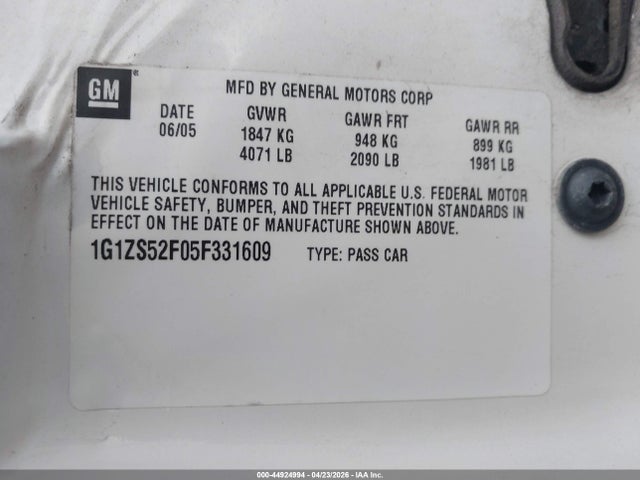 GM
MFD BY GENERAL MOTORS CORP
DATE GVWR GAWR FRT GAWR RR
06/05 1847 KG 948 KG 899 KG
4071 LB 2090 LB 1981 LB
THIS VEHICLE CONFORMS TO ALL APPLICABLE U.S. FEDERAL MOTOR
VEHICLE SAFETY, BUMPER, AND THEFT PREVENTION STANDARDS IN
EFFECT ON THE DATE OF MANUFACTURE SHOWN ABOVE.
1G1ZS52F05F331609 TYPE: PASS CAR
000-44924994 - 04/23/2026 - IAA Inc.